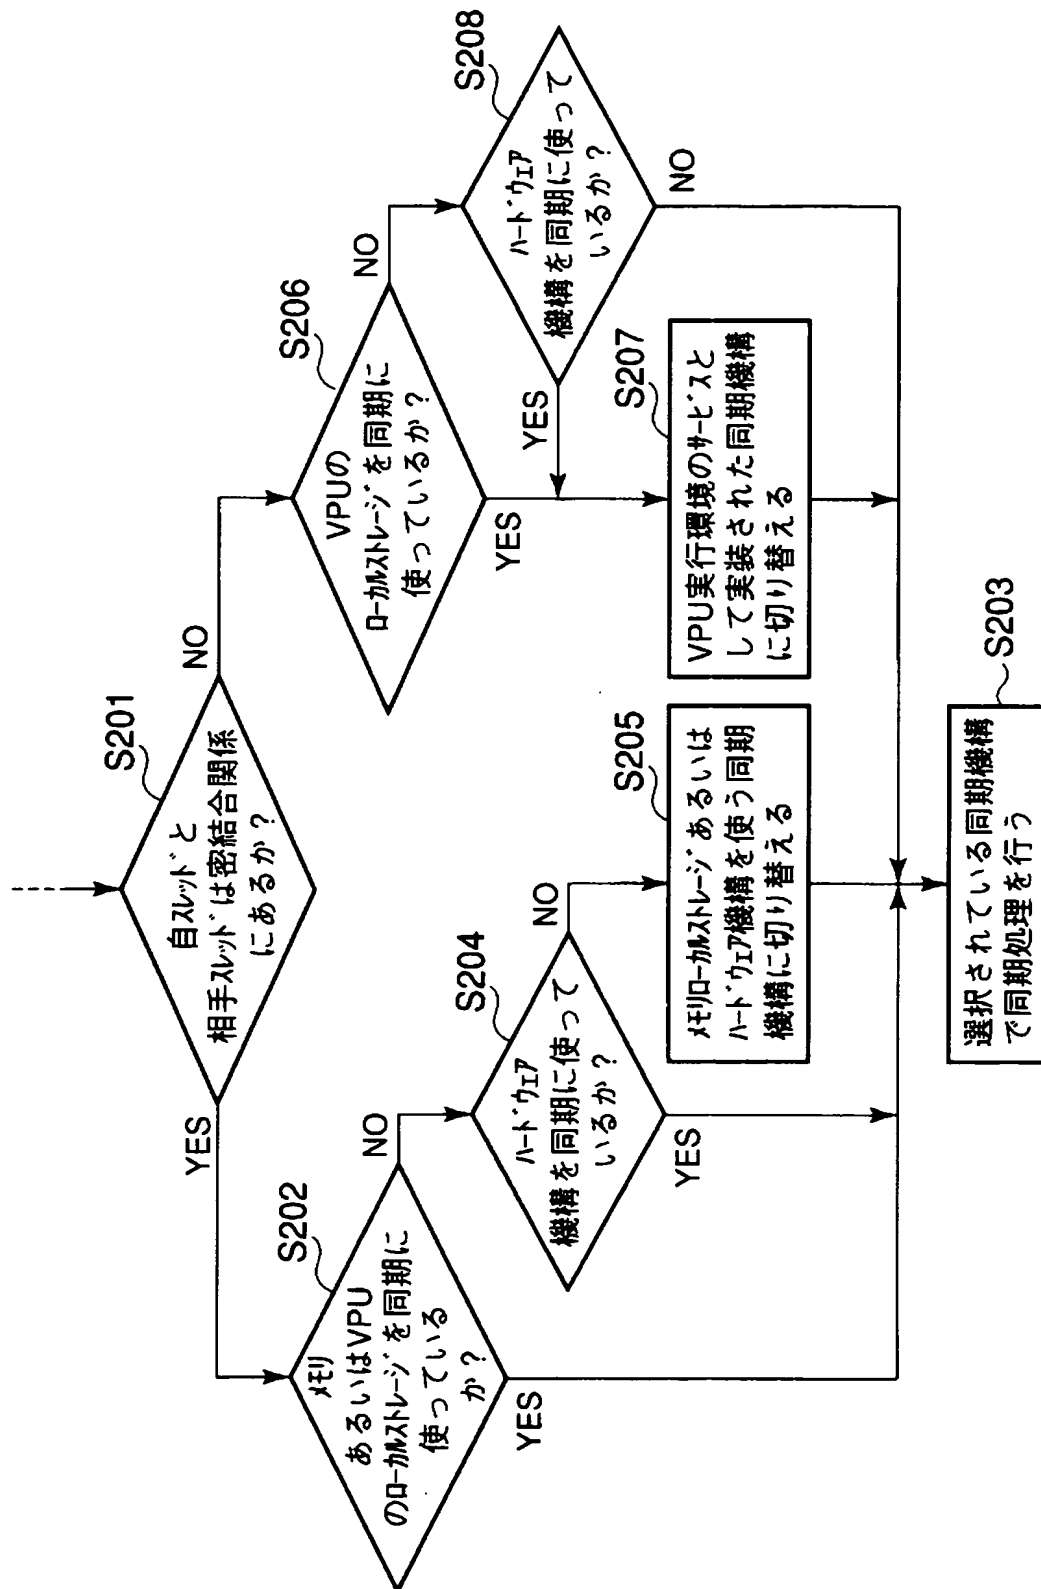 S201
自スレッドと
相手スレッドは密結合関係
にあるか？
YES
NO
S202
メモリ
あるいはVPU
のローカルストレージを同期に
使っている
か？
NO
YES
S204
ハードウェア
機構を同期に使って
いるか？
NO
YES
S205
メモリローカルストレージあるいは
ハードウェア機構を使う同期
機構に切り替える
S206
VPUの
ローカルストレージを同期に
使っているか？
NO
YES
S208
ハードウェア
機構を同期に使って
いるか？
YES
NO
S207
VPU実行環境のサービスと
して実装された同期機構
に切り替える
S203
選択されている同期機構
で同期処理を行う